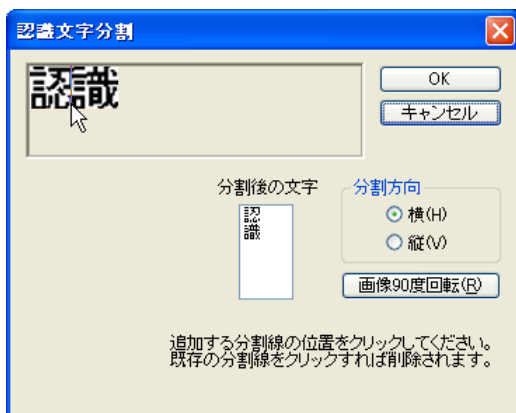 認識文字分割
認識
OK
キャンセル
分割後の文字
認
識
分割方向
横(H)
縦(V)
画像90度回転(R)
追加する分割線の位置をクリックしてください。
既存の分割線をクリックすれば削除されます。